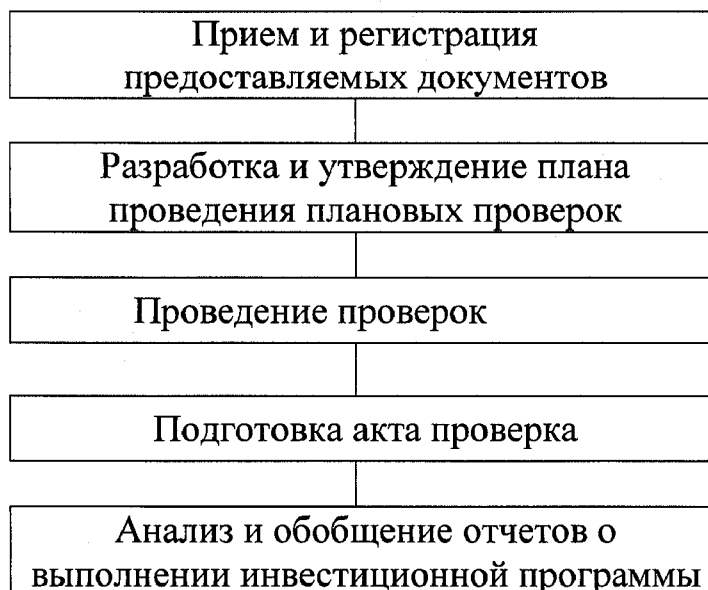 Прием и регистрация
предоставляемых документов
Разработка и утверждение плана
проведения плановых проверок
Проведение проверок
Подготовка акта проверка
Анализ и обобщение отчетов о
выполнении инвестиционной программы